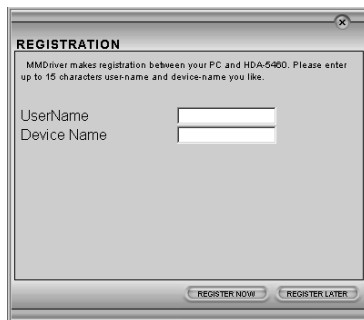 REGISTRATION
MMDriver makes registration between your PC and HDA-5460. Please enter
up to 15 characters user-name and device-name you like.
UserName
Device Name
REGISTER NOW
REGISTER LATER